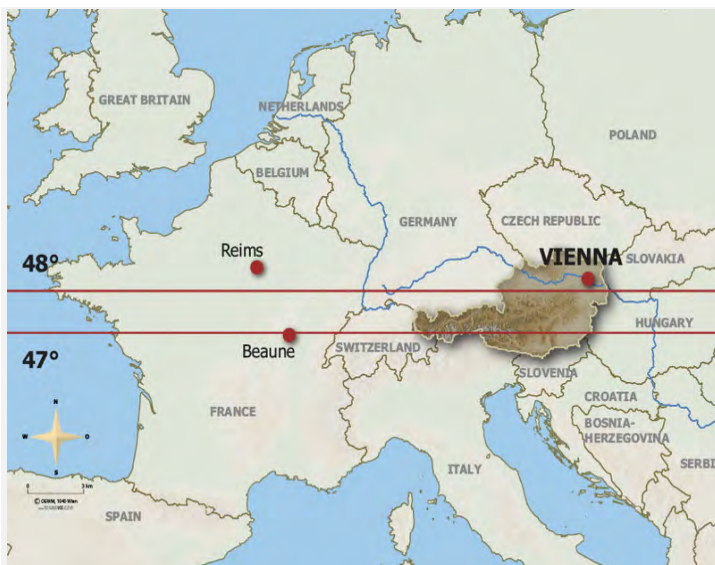 GREAT BRITAIN
NETHERLANDS
POLAND
BELGIUM
GERMANY
CZECH REPUBLIC
Reims
VIENNA
SLOVAKIA
48°
HUNGARY
Beaune
SWITZERLAND
47°
SLOVENIA
CROATIA
FRANCE
BOSNIA-
HERZEGOVINA
N
W
O
S
ITALY
SERBI
0
SPAIN